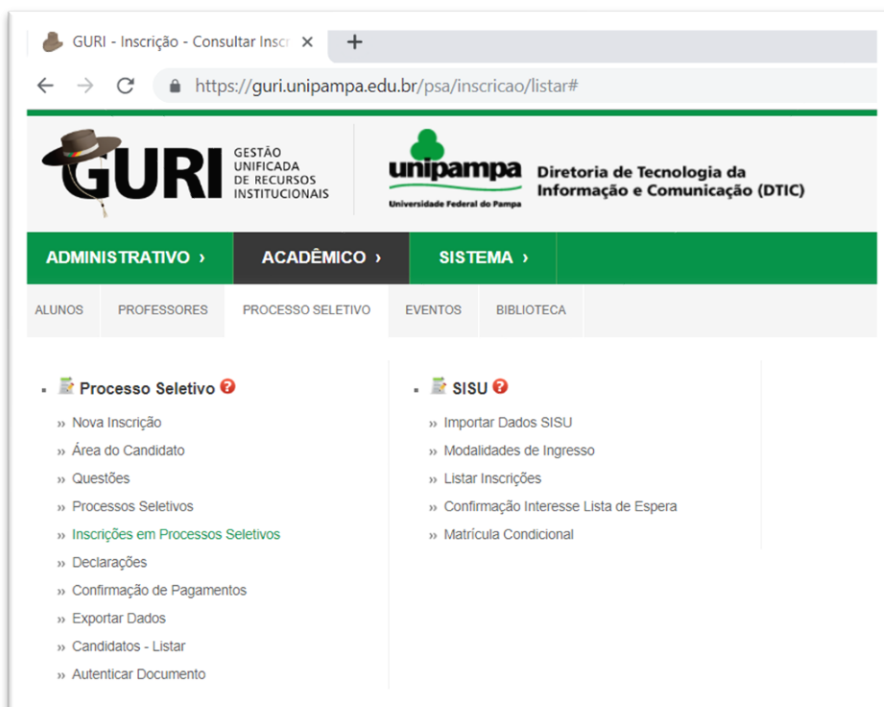 GURI - Inscrição - Consultar Inscr
https://guri.unipampa.edu.br/psa/inscricao/listar#
GURI
GESTÃO
UNIFICADA
DE RECURSOS
INSTITUCIONAIS
unipampa
Universidade Federal do Pampa
Diretoria de Tecnologia da
Informação e Comunicação (DTIC)
ADMINISTRATIVO › ACADÊMICO › SISTEMA ›
ALUNOS PROFESSORES PROCESSO SELETIVO EVENTOS BIBLIOTECA
Processo Seletivo
» Nova Inscrição
» Área do Candidato
» Questões
» Processos Seletivos
» Inscrições em Processos Seletivos
» Declarações
» Confirmação de Pagamentos
» Exportar Dados
» Candidatos - Listar
» Autenticar Documento
SISU
» Importar Dados SISU
» Modalidades de Ingresso
» Listar Inscrições
» Confirmação Interesse Lista de Espera
» Matrícula Condicional